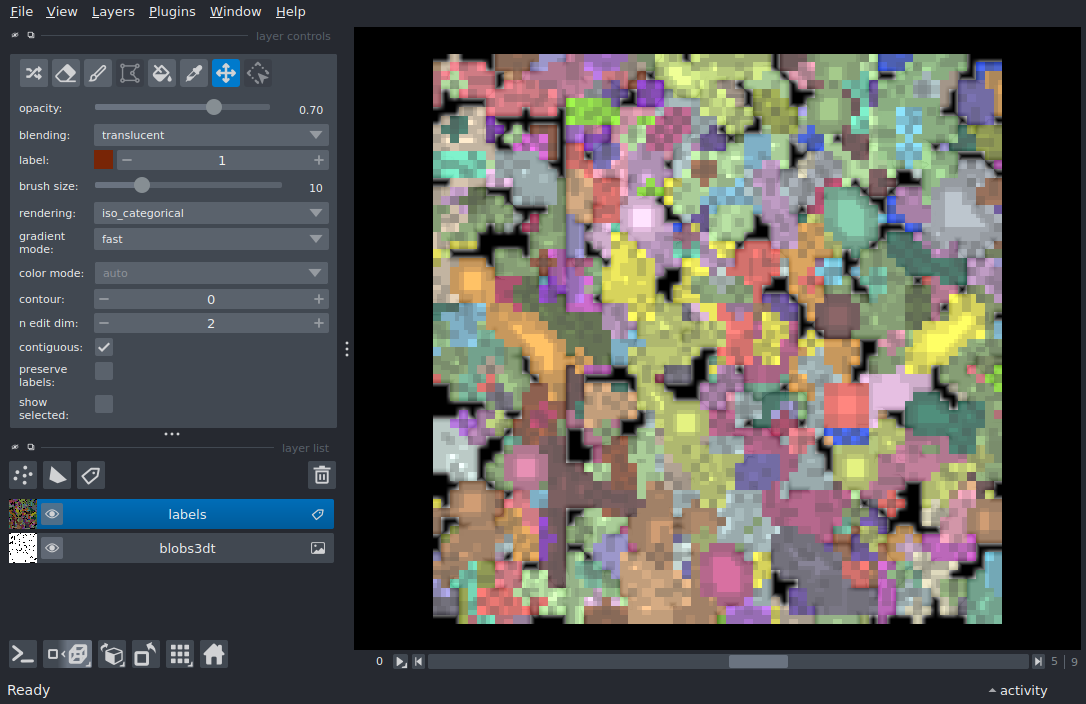 File View Layers Plugins Window Help
layer controls
opacity: 0.70
blending: translucent
label: 1
brush size: 10
rendering: iso_categorical
gradient mode: fast
color mode: auto
contour: 0
n edit dim: 2
contiguous:
preserve labels:
show selected:
layer list
labels
blobs3dt
0 5 9
Ready activity